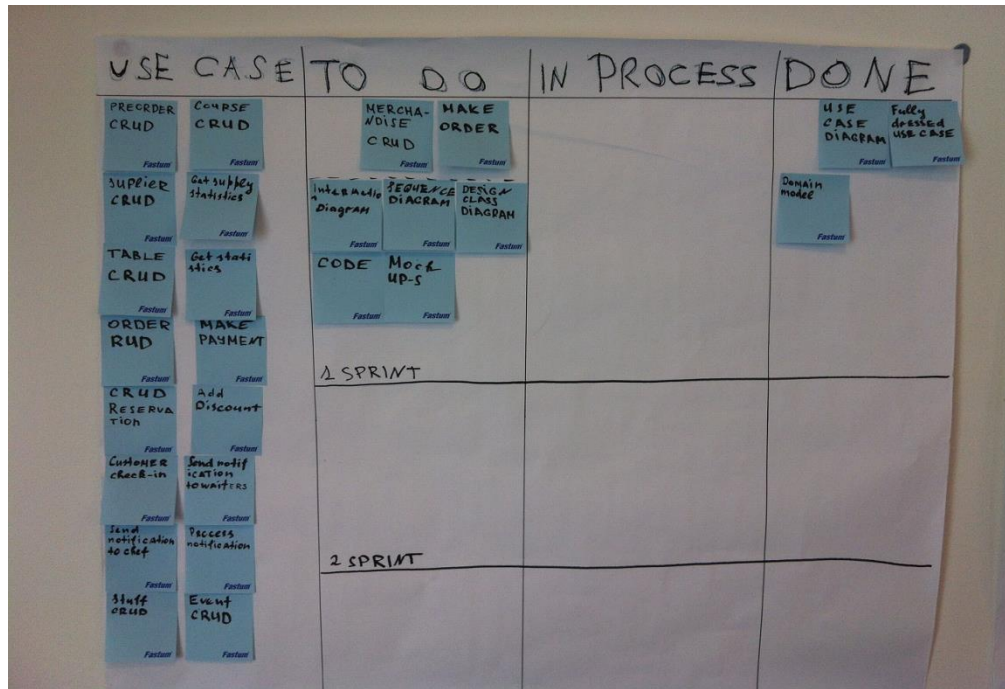 USE CASE
TO DO
IN PROCESS
DONE
PREORDER
CRUD
Fastum
COURSE
CRUD
Fastum
SUPLIER
CRUD
Fastum
Get supply
statistics
Fastum
TABLE
CRUD
Fastum
Get stati
stics
Fastum
ORDER
RUD
Fastum
MAKE
PAYMENT
Fastum
CRUD
RESERVA
TION
Fastum
Add
Discount
Fastum
CUSTOMER
check-in
Fastum
Send notif
ication
to waiters
Fastum
Send
notification
to chef
Fastum
Process
notification
Fastum
Staff
CRUD
Fastum
Event
CRUD
Fastum
MERCHA-
NDISE
CRUD
Fastum
MAKE
ORDER
Fastum
Diagram
Fastum
SEQUENCE
DIAGRAM
Fastum
DESIGN
CLASS
DIAGRAM
Fastum
CODE
Fastum
Mock
UP-S
Fastum
1 SPRINT
2 SPRINT
USE
CASE
DIAGRAM
Fastum
Fully
dressed
USE CASE
Fastum
Domain
model
Fastum